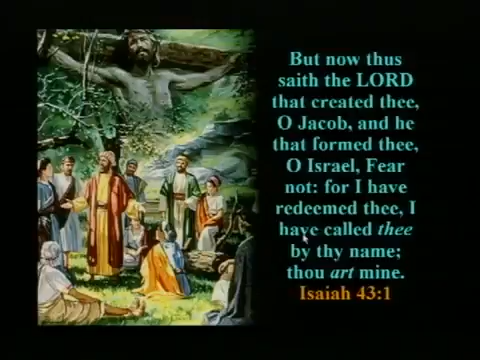 But now thus
saith the LORD
that created thee,
O Jacob, and he
that formed thee,
O Israel, Fear
not: for I have
redeemed thee, I
have called thee
by thy name;
thou art mine.
Isaiah 43:1